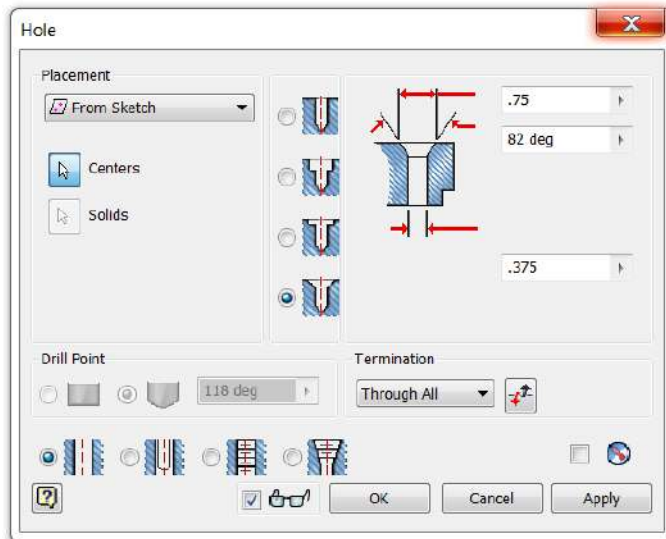 Hole
X
Placement
From Sketch
Centers
Solids
.75
82 deg
.375
Drill Point
118 deg
Termination
Through All
?
OK
Cancel
Apply